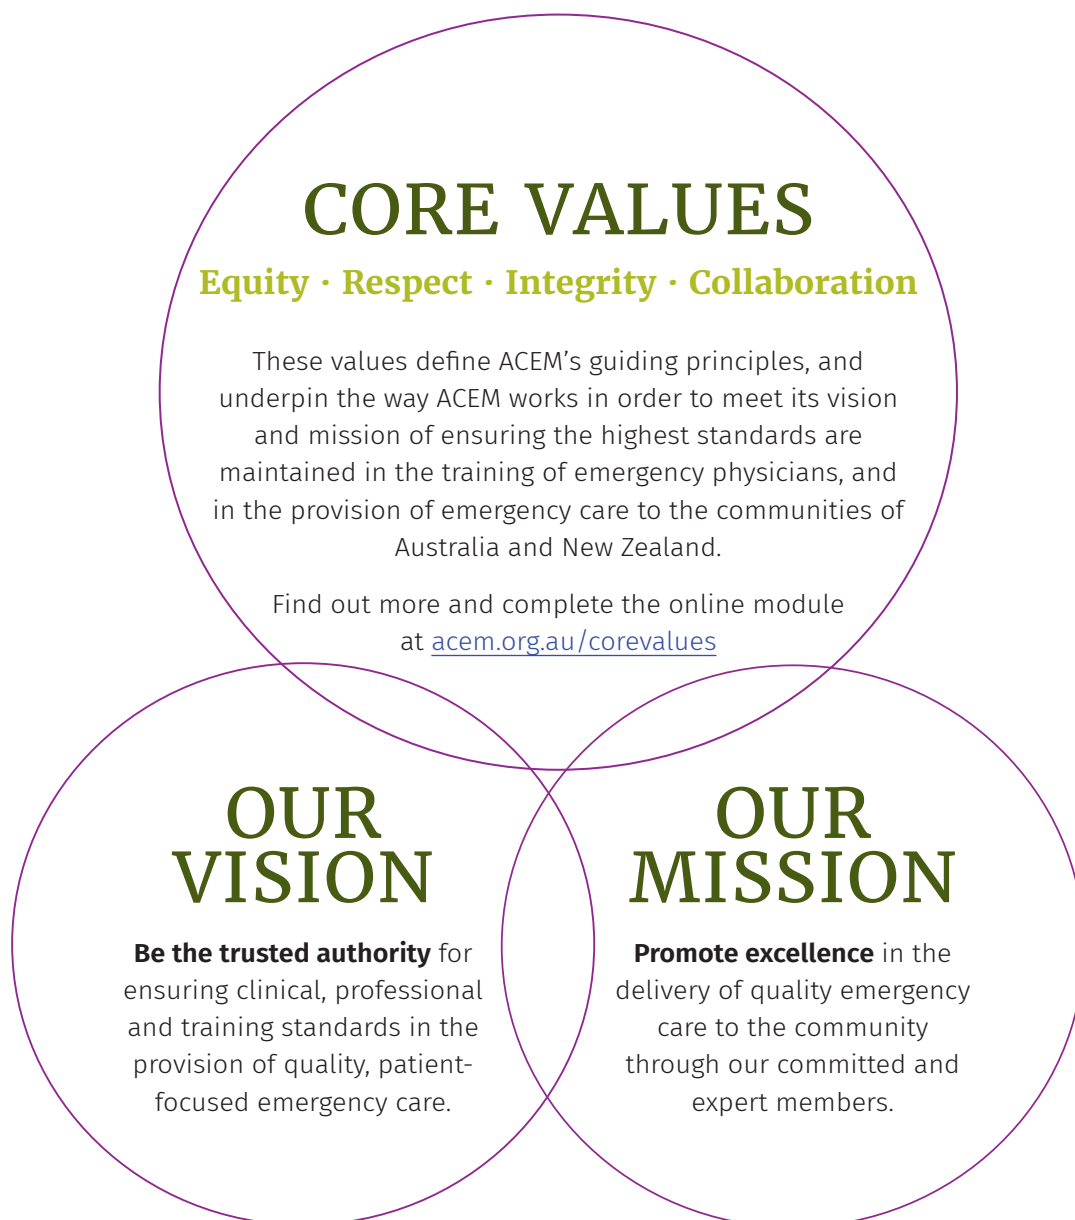 CORE VALUES
Equity · Respect · Integrity · Collaboration
These values define ACEM’s guiding principles, and
underpin the way ACEM works in order to meet its vision
and mission of ensuring the highest standards are
maintained in the training of emergency physicians, and
in the provision of emergency care to the communities of
Australia and New Zealand.
Find out more and complete the online module
at acem.org.au/corevalues
OUR
VISION
Be the trusted authority for
ensuring clinical, professional
and training standards in the
provision of quality, patient-
focused emergency care.
OUR
MISSION
Promote excellence in the
delivery of quality emergency
care to the community
through our committed and
expert members.